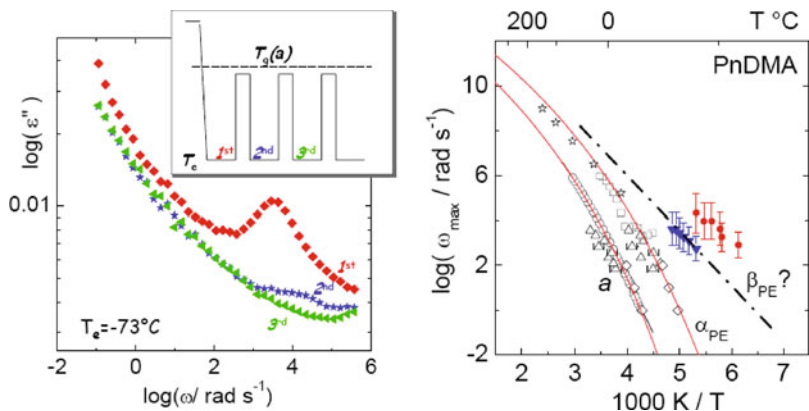 log( ε'')
0.01
-2
0
2
4
6
log(ω/ rad s⁻¹)
Tₑ=-73°C
1st
2nd
3rd
T_g(a)
Tₑ
1st
2nd
3rd
200
0
T °C
PnDMA
log( ω_max / rad s⁻¹)
10
6
2
-2
2
3
4
5
6
7
1000 K / T
a
α_PE
β_PE?